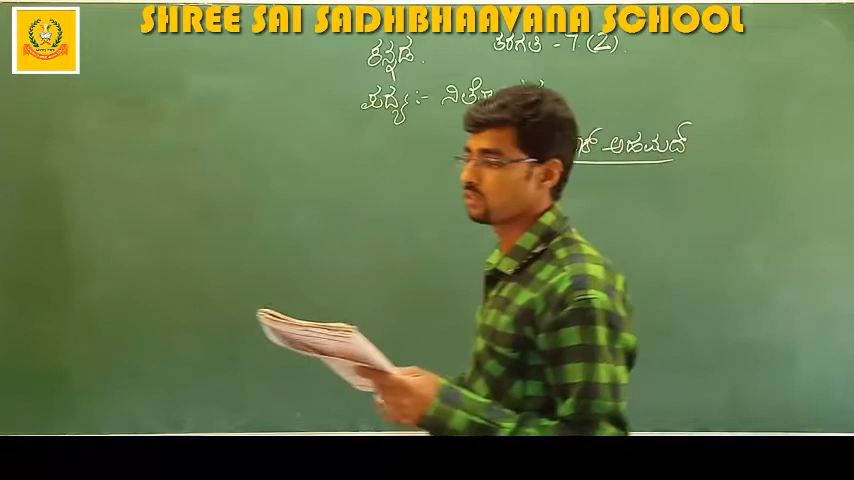 SHREE SAI SADHBHAAVANA SCHOOL
ಕನ್ನಡ. ತರಗತಿ - 7 (2).
ಪದ್ಯ :-
ಅಹಮದ್